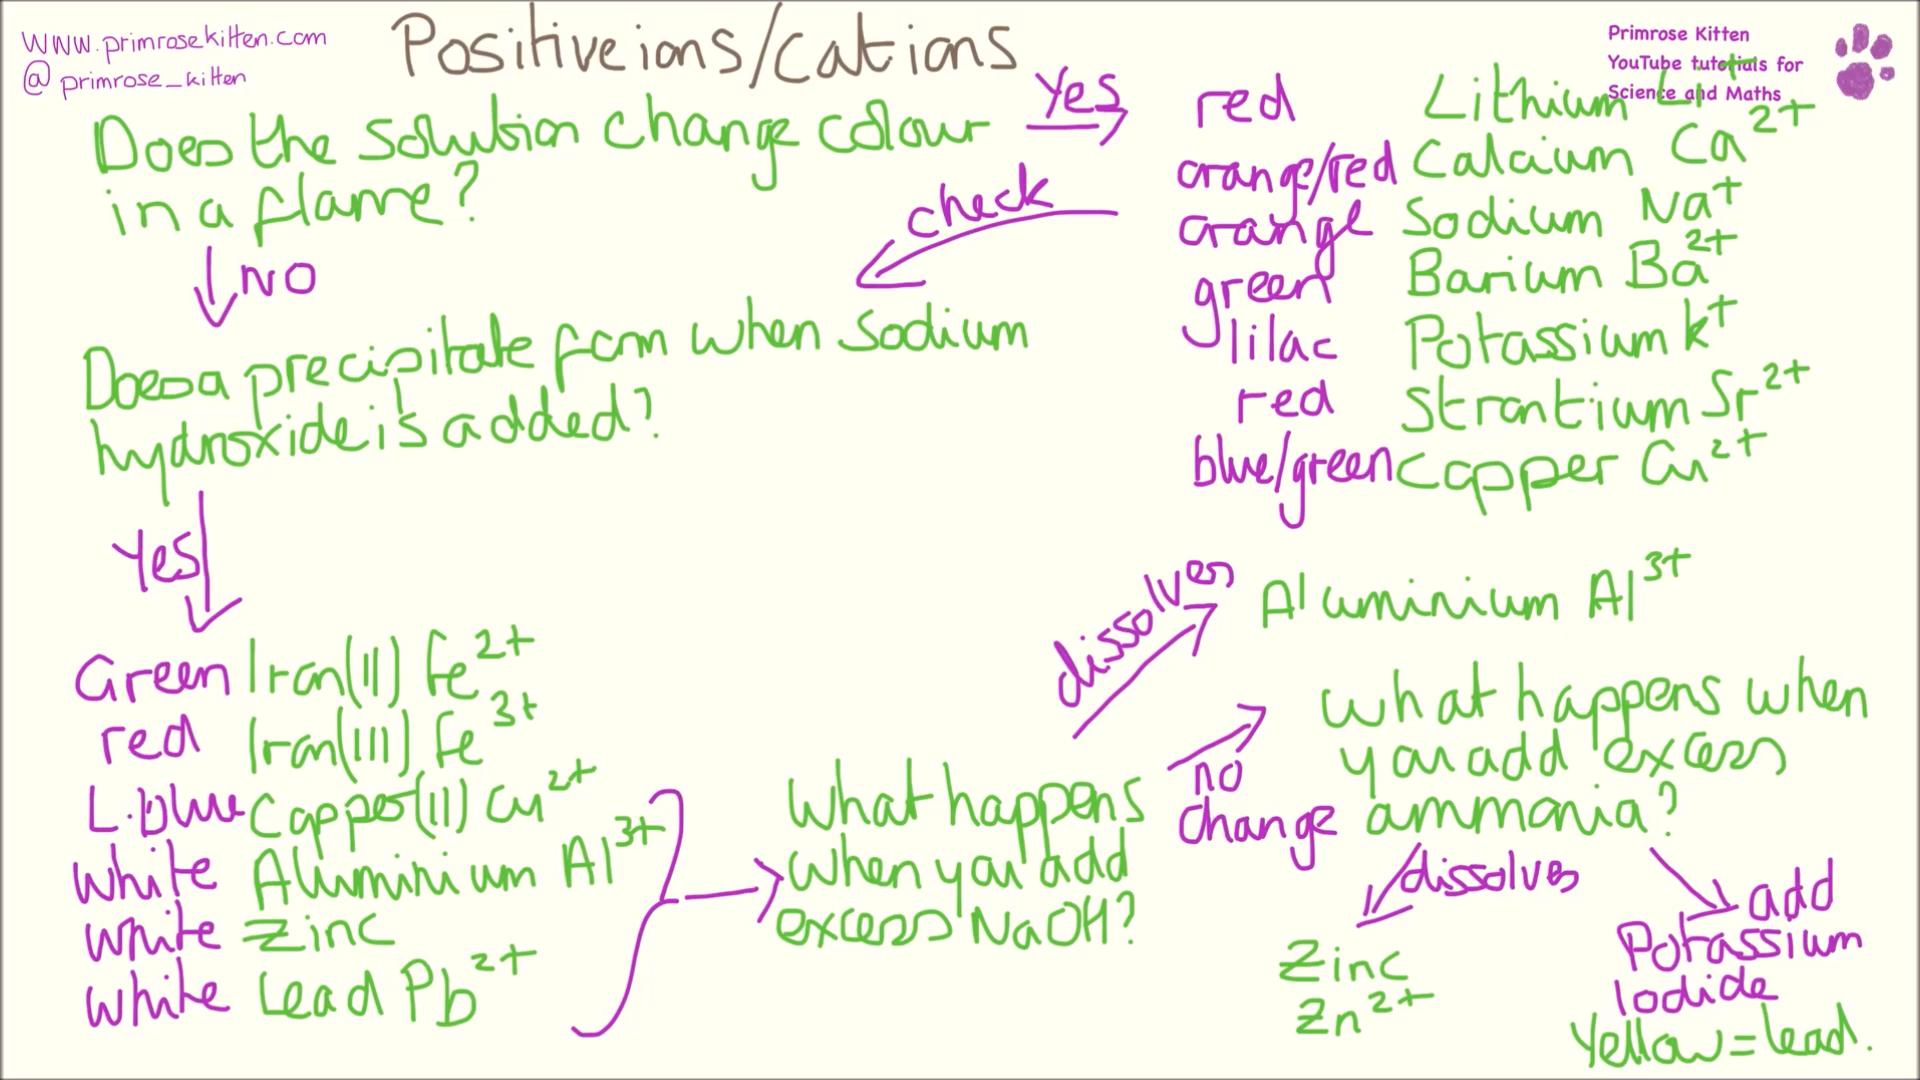 www.primrosekitten.com
@primrose_kitten
Positive ions/cations
Primrose Kitten
YouTube tutorials for
Science and Maths
Does the solution change colour
in a flame?
Yes
check
NO
red Lithium Li+
orange/red Calcium Ca2+
orange Sodium Na+
green Barium Ba2+
lilac Potassium K+
red Strontium Sr2+
blue/green Copper Cu2+
Does a precipitate form when sodium
hydroxide is added?
Yes
Green Iron(II) Fe2+
red Iron(III) Fe3+
L.blue Copper(II) Cu2+
white Aluminium Al3+
white Zinc
white Lead Pb2+
What happens
when you add
excess NaOH?
dissolves
Aluminium Al3+
no
change
what happens when
you add excess
ammonia?
dissolves
Zinc
Zn2+
add
Potassium
Iodide
Yellow = lead.